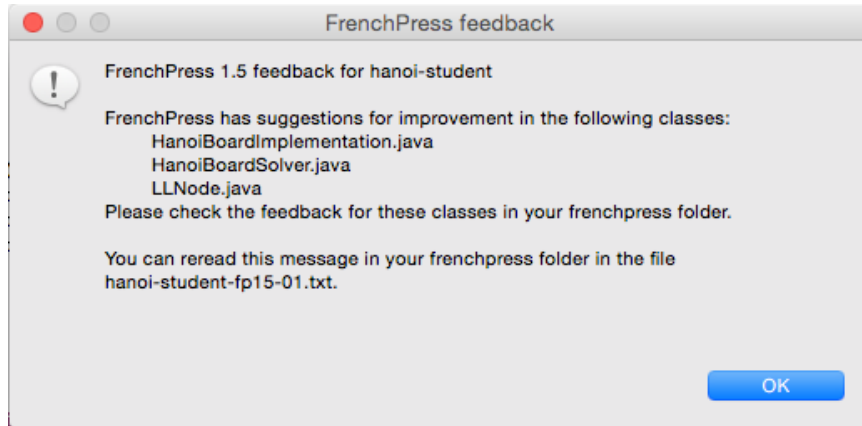 FrenchPress feedback
FrenchPress 1.5 feedback for hanoi-student
FrenchPress has suggestions for improvement in the following classes:
HanoiBoardImplementation.java
HanoiBoardSolver.java
LLNode.java
Please check the feedback for these classes in your frenchpress folder.
You can reread this message in your frenchpress folder in the file
hanoi-student-fp15-01.txt.
OK